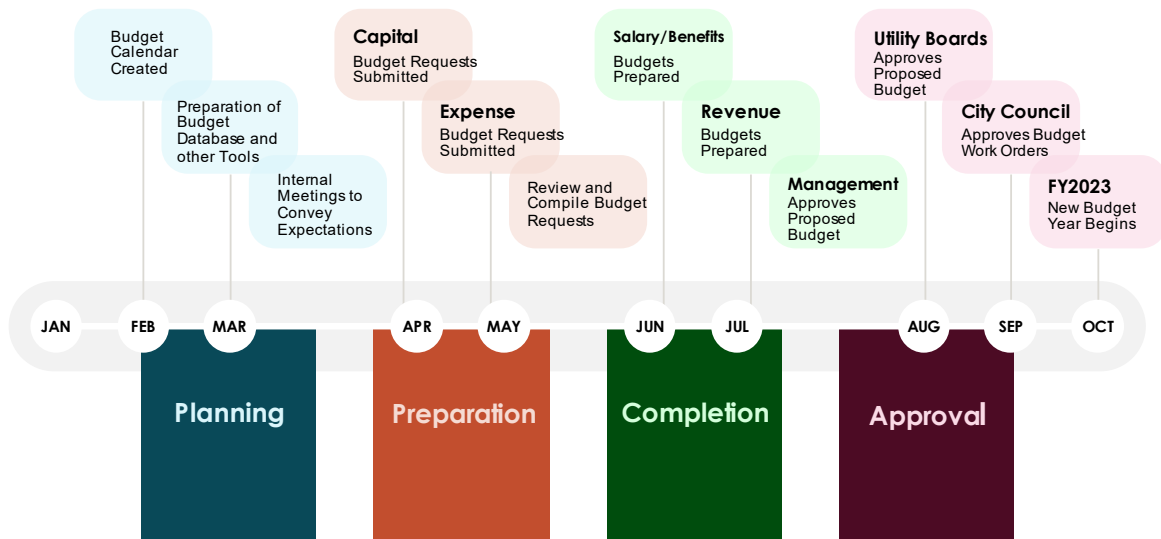 Budget
Calendar
Created
Preparation of
Budget
Database and
other Tools
Internal
Meetings to
Convey
Expectations
Capital
Budget Requests
Submitted
Expense
Budget Requests
Submitted
Review and
Compile Budget
Requests
Salary/Benefits
Budgets
Prepared
Revenue
Budgets
Prepared
Management
Approves
Proposed
Budget
Utility Boards
Approves
Proposed
Budget
City Council
Approves Budget
Work Orders
FY2023
New Budget
Year Begins
JAN FEB MAR APR MAY JUN JUL AUG SEP OCT
Planning Preparation Completion Approval